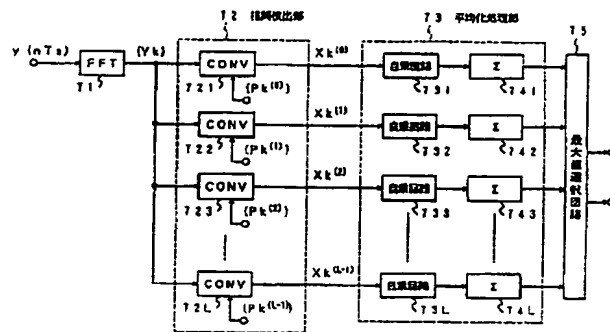 72 相関検出部
73 平均化処理部
75
y(nTs)
FFT
71
{Yk}
CONV
721
{Pk(0)}
Xk(0)
自乗回路
731
Σ
741
CONV
722
{Pk(1)}
Xk(1)
自乗回路
732
Σ
742
CONV
723
{Pk(2)}
Xk(2)
自乗回路
733
Σ
743
CONV
72L
{Pk(L-1)}
Xk(L-1)
自乗回路
73L
Σ
74L
最大値選択回路